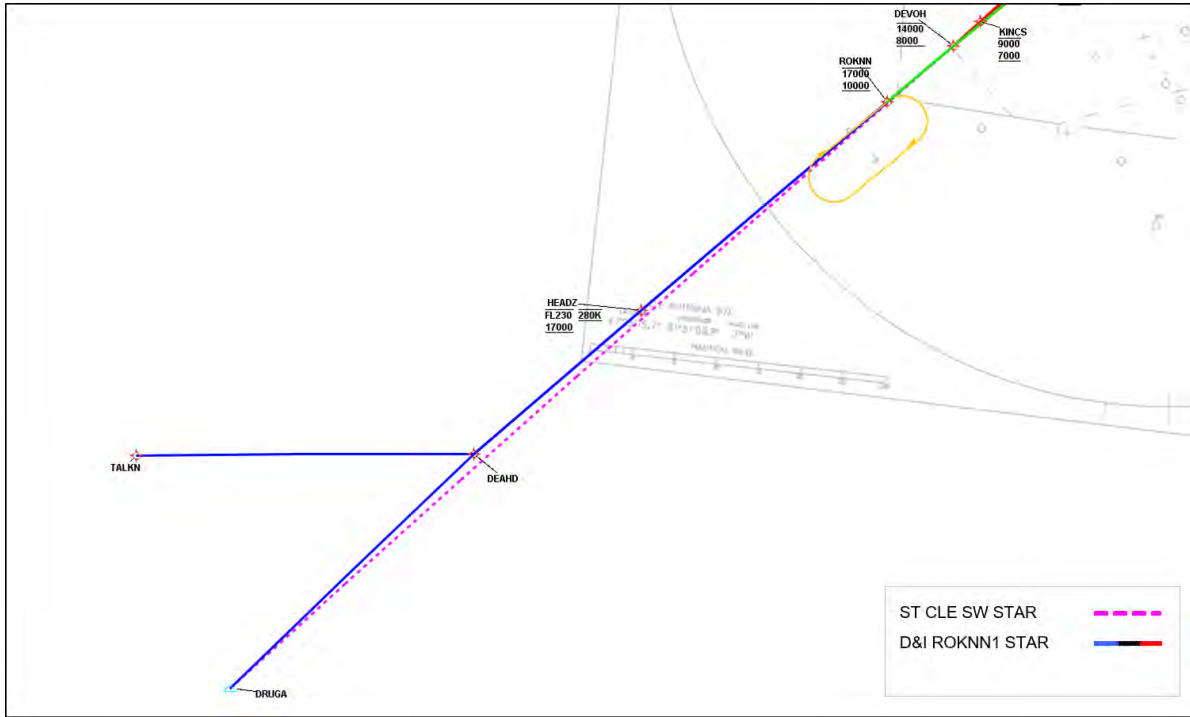 DEVOH
14000
8000
KINCS
9000
7000
ROKNN
17000
10000
HEADZ
FL230 280K
17000
TALKN
DEAHD
DRUGA
ST CLE SW STAR
D&I ROKNN1 STAR